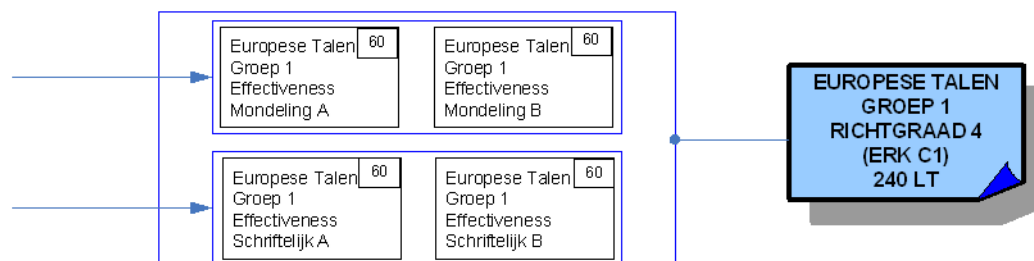 Europese Talen 60
Groep 1
Effectiveness
Mondeling A
Europese Talen 60
Groep 1
Effectiveness
Mondeling B
Europese Talen 60
Groep 1
Effectiveness
Schriftelijk A
Europese Talen 60
Groep 1
Effectiveness
Schriftelijk B
EUROPESE TALEN
GROEP 1
RICHTGRAAD 4
(ERK C1)
240 LT